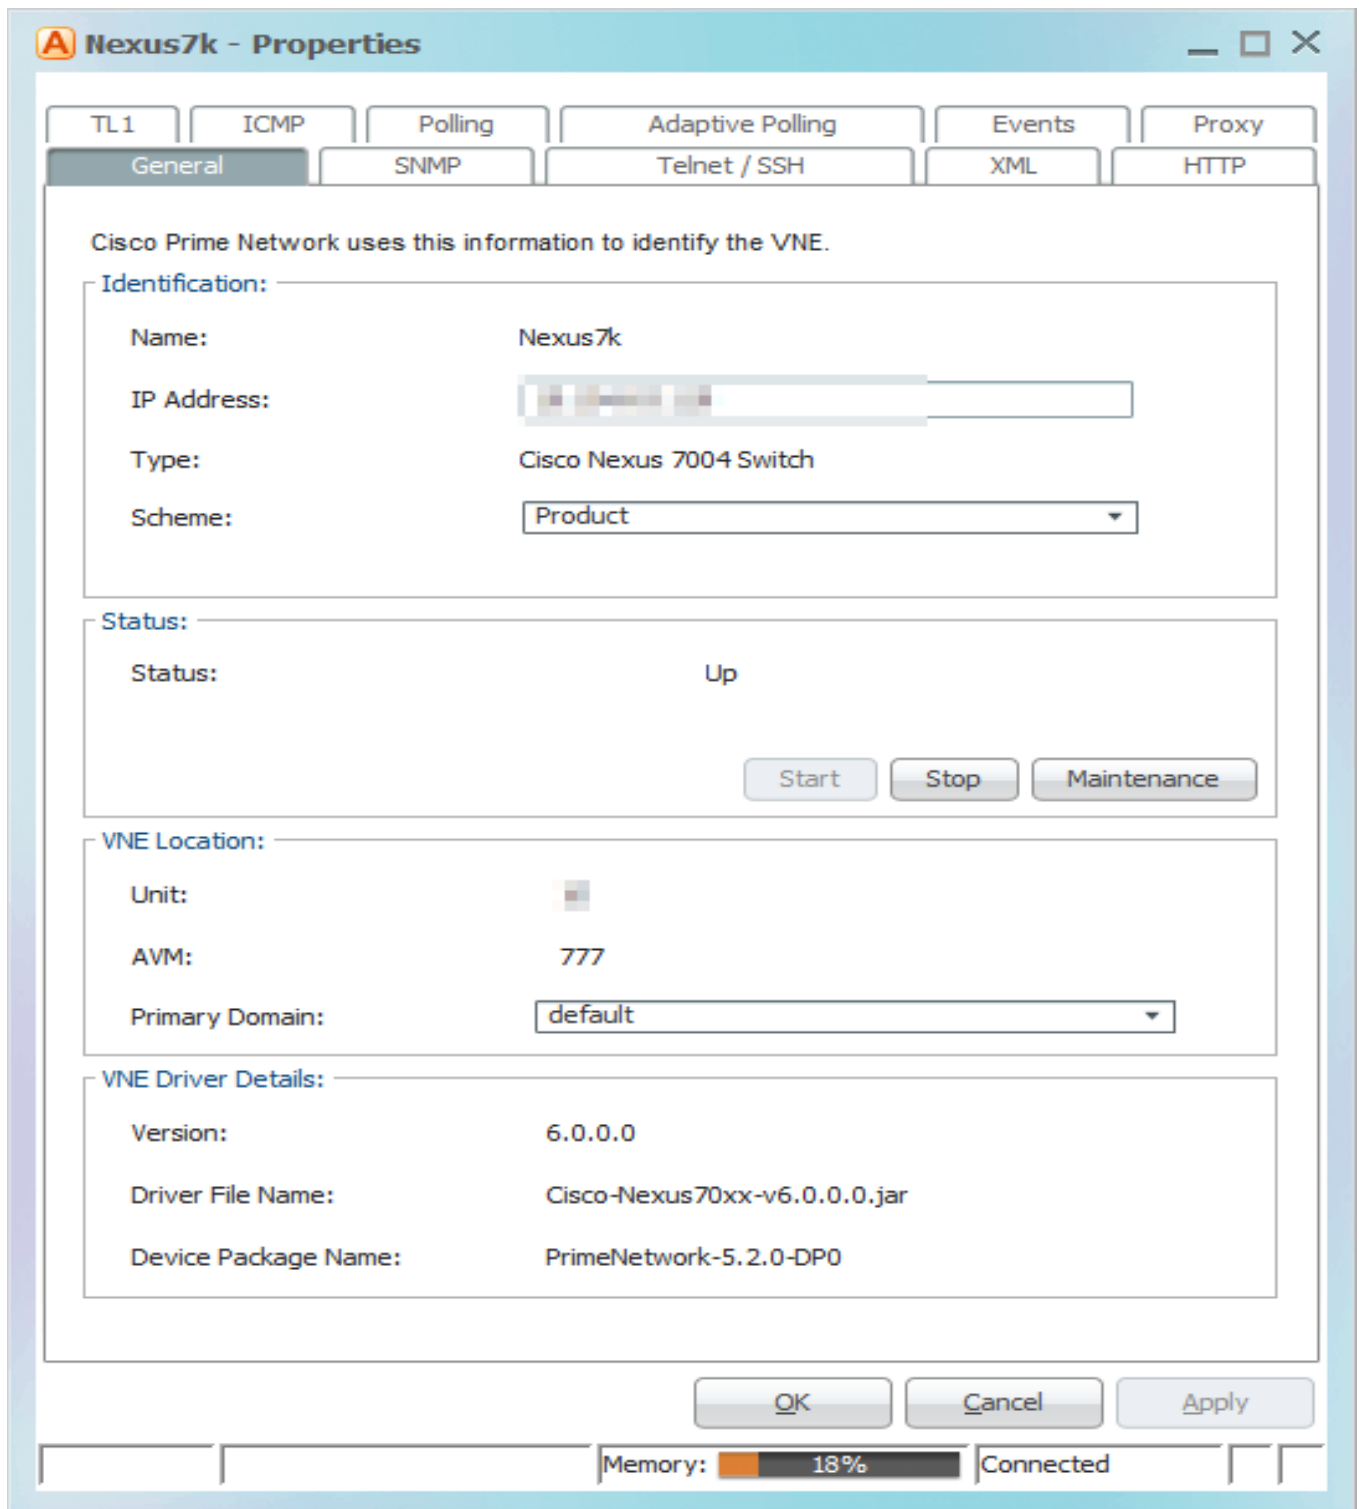 A Nexus7k - Properties
TL1 ICMP Polling Adaptive Polling Events Proxy
General SNMP Telnet / SSH XML HTTP
Cisco Prime Network uses this information to identify the VNE.
Identification:
Name: Nexus7k
IP Address:
Type: Cisco Nexus 7004 Switch
Scheme: Product
Status:
Status: Up
Start Stop Maintenance
VNE Location:
Unit:
AVM: 777
Primary Domain: default
VNE Driver Details:
Version: 6.0.0.0
Driver File Name: Cisco-Nexus70xx-v6.0.0.0.jar
Device Package Name: PrimeNetwork-5.2.0-DP0
OK Cancel Apply
Memory: 18% Connected